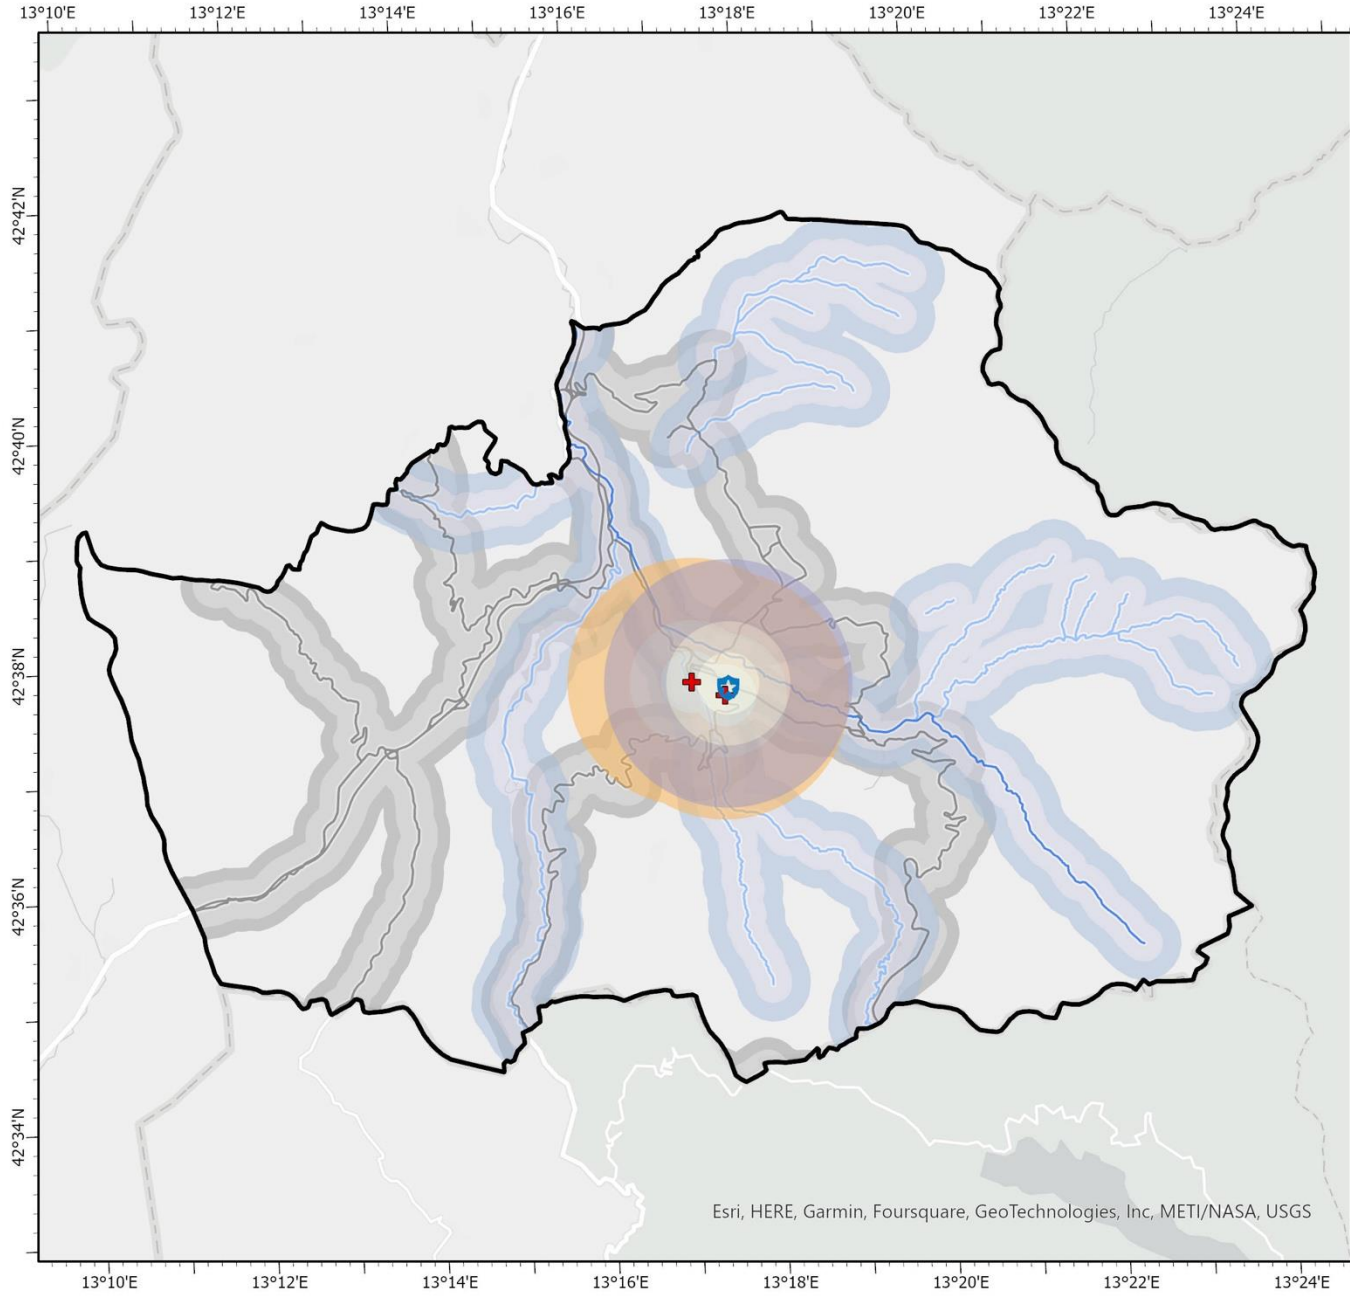 13°10'E 13°12'E 13°14'E 13°16'E 13°18'E 13°20'E 13°22'E 13°24'E
42°42'N
42°40'N
42°38'N
42°36'N
42°34'N
Esri, HERE, Garmin, Foursquare, GeoTechnologies, Inc, METI/NASA, USGS
13°10'E 13°12'E 13°14'E 13°16'E 13°18'E 13°20'E 13°22'E 13°24'E